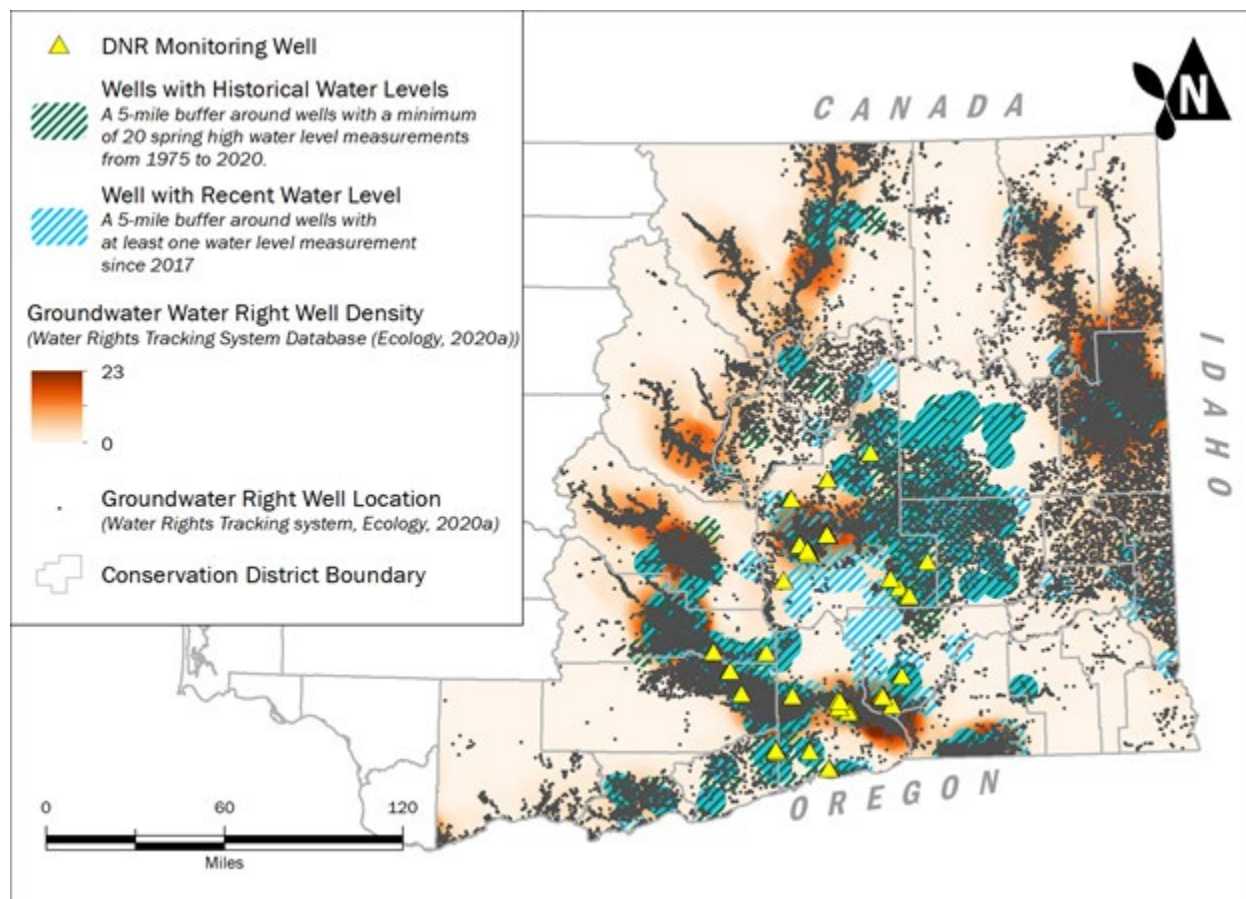 DNR Monitoring Well
Wells with Historical Water Levels
A 5-mile buffer around wells with a minimum
of 20 spring high water level measurements
from 1975 to 2020.
Well with Recent Water Level
A 5-mile buffer around wells with
at least one water level measurement
since 2017
Groundwater Water Right Well Density
(Water Rights Tracking System Database (Ecology, 2020a))
23
0
Groundwater Right Well Location
(Water Rights Tracking system, Ecology, 2020a)
Conservation District Boundary
N
CANADA
IDAHO
OREGON
0 60 120
Miles